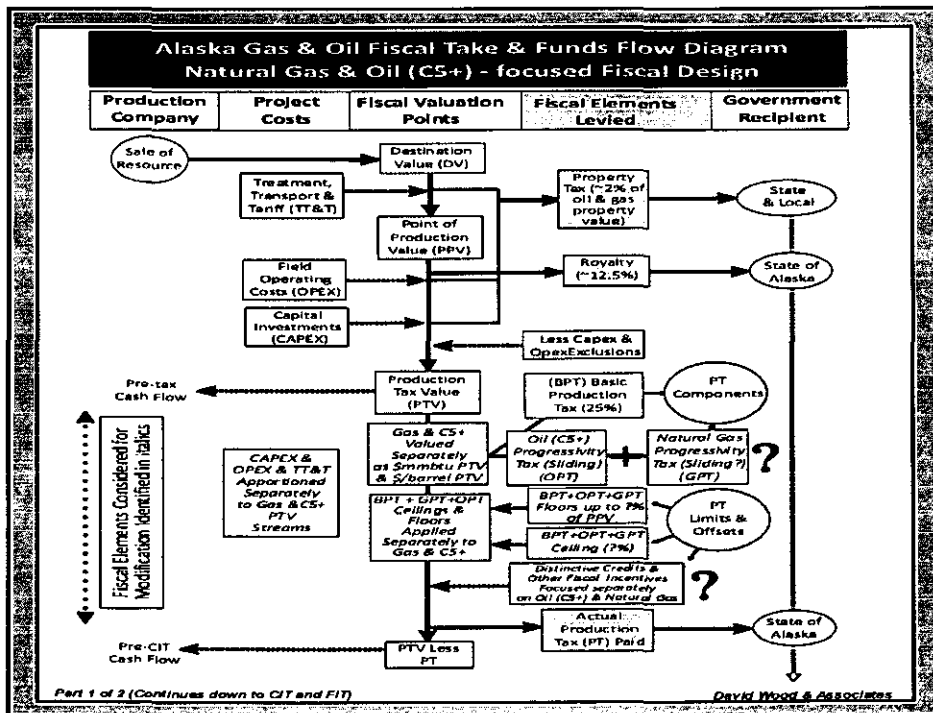 Alaska Gas & Oil Fiscal Take & Funds Flow Diagram
Natural Gas & Oil (C5+) - focused Fiscal Design
Production
Company
Project
Costs
Fiscal Valuation
Points
Fiscal Elements
Levied
Government
Recipient
Sale of
Resource
Destination
Value (DV)
Treatment,
Transport &
Tariff (TT&T)
Property
Tax (~2% of
oil & gas
property
value)
State
& Local
Point of
Production
Value (PPV)
Field
Operating
Costs (OPEX)
Royalty
(~12.5%)
State of
Alaska
Capital
Investments
(CAPEX)
Less Capex &
OpexExclusions
Pre-tax
Cash Flow
Production
Tax Value
(PTV)
(BPT) Basic
Production
Tax (25%)
PT
Components
Fiscal Elements Considered for
Modification Identified in italics
CAPEX &
OPEX & TT&T
Apportioned
Separately
to Gas & C5+
PTV
Streams
Gas & C5+
Valued
Separately
as $mmbtu PTV
& $/barrel PTV
Oil (C5+)
Progressivity
Tax (Sliding)
(OPT)
+
Natural Gas
Progressivity
Tax (Sliding?)
(GPT)
?
BPT + GPT+OPT
Ceilings &
Floors
Applied
Separately to
Gas & C5+
BPT+OPT+GPT
Floors up to ?%
of PPV
BPT+OPT+GPT
Ceiling (?%)
PT
Limits &
Offsets
Distinctive Credits &
Other Fiscal Incentives
Focused separately
on Oil (C5+) & Natural Gas
?
Actual
Production
Tax (PT) Paid
State of
Alaska
Pre-CIT
Cash Flow
PTV Less
PT
Part 1 of 2 (Continues down to CIT and FIT)
David Wood & Associates